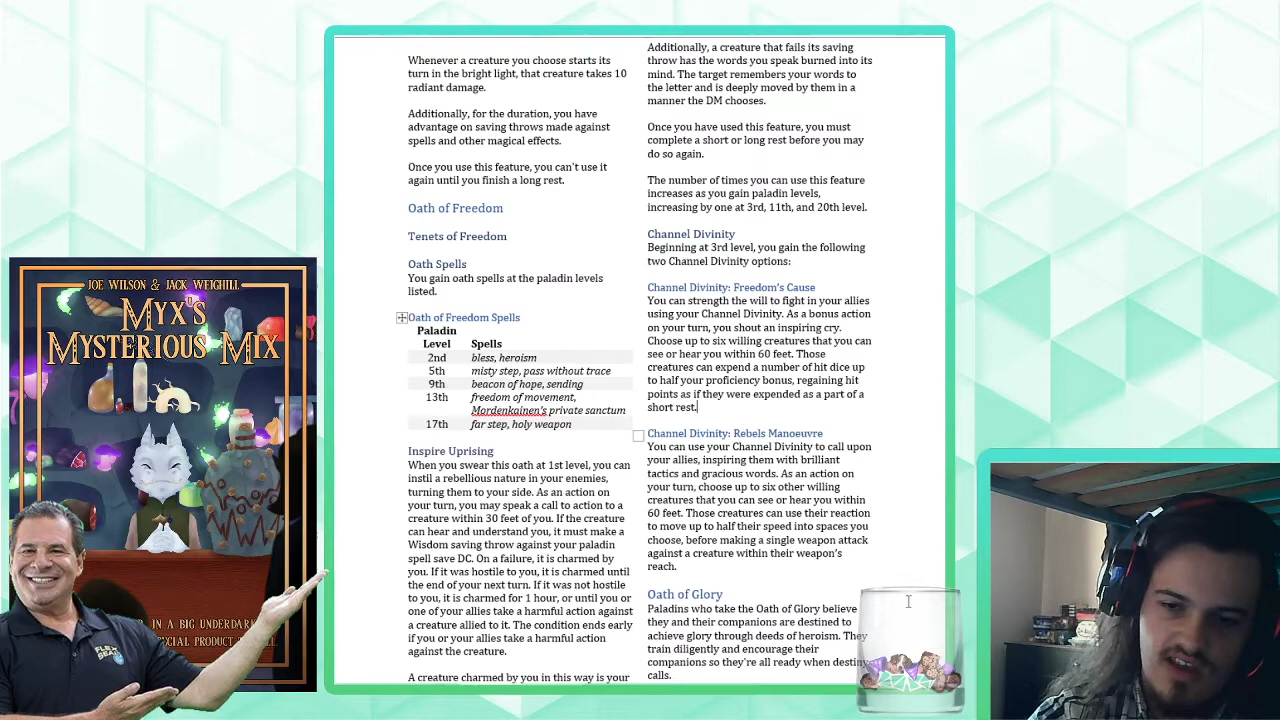 Whenever a creature you choose starts its
turn in the bright light, that creature takes 10
radiant damage.
Additionally, for the duration, you have
advantage on saving throws made against
spells and other magical effects.
Once you use this feature, you can't use it
again until you finish a long rest.
Oath of Freedom
Tenets of Freedom
Oath Spells
You gain oath spells at the paladin levels
listed.
Oath of Freedom Spells
Paladin
Level Spells
2nd bless, heroism
5th misty step, pass without trace
9th beacon of hope, sending
13th freedom of movement,
Mordenkainen's private sanctum
17th far step, holy weapon
Inspire Uprising
When you swear this oath at 1st level, you can
instil a rebellious nature in your enemies,
turning them to your side. As an action on
your turn, you may speak a call to action to a
creature within 30 feet of you. If the creature
can hear and understand you, it must make a
Wisdom saving throw against your paladin
spell save DC. On a failure, it is charmed by
you. If it was hostile to you, it is charmed until
the end of your next turn. If it was not hostile
to you, it is charmed for 1 hour, or until you or
one of your allies take a harmful action against
a creature allied to it. The condition ends early
if you or your allies take a harmful action
against the creature.
A creature charmed by you in this way is your
Additionally, a creature that fails its saving
throw has the words you speak burned into its
mind. The target remembers your words to
the letter and is deeply moved by them in a
manner the DM chooses.
Once you have used this feature, you must
complete a short or long rest before you may
do so again.
The number of times you can use this feature
increases as you gain paladin levels,
increasing by one at 3rd, 11th, and 20th level.
Channel Divinity
Beginning at 3rd level, you gain the following
two Channel Divinity options:
Channel Divinity: Freedom's Cause
You can strength the will to fight in your allies
using your Channel Divinity. As a bonus action
on your turn, you shout an inspiring cry.
Choose up to six willing creatures that you can
see or hear you within 60 feet. Those
creatures can expend a number of hit dice up
to half your proficiency bonus, regaining hit
points as if they were expended as a part of a
short rest.
Channel Divinity: Rebels Manoeuvre
You can use your Channel Divinity to call upon
your allies, inspiring them with brilliant
tactics and gracious words. As an action on
your turn, choose up to six other willing
creatures that you can see or hear you within
60 feet. Those creatures can use their reaction
to move up to half their speed into spaces you
choose, before making a single weapon attack
against a creature within their weapon's
reach.
Oath of Glory
Paladins who take the Oath of Glory believe
they and their companions are destined to
achieve glory through deeds of heroism. They
train diligently and encourage their
companions so they're all ready when destiny
calls.
JOE WILSON & JACK WEIGHILL
MYX'S
MYSTERIOUS MIX
IN A BIG UNDERDARK
PRODUCT
FLEX
SEAL